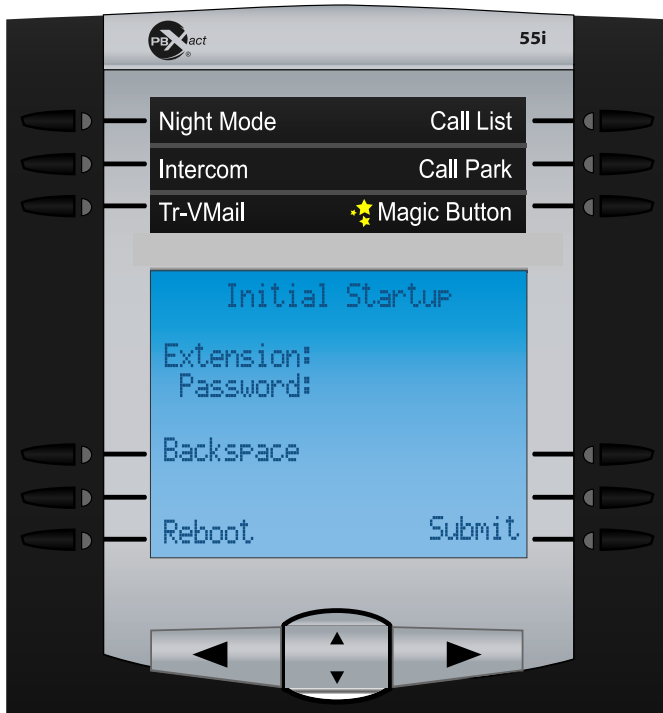 PBXact
55i
Night Mode Call List
Intercom Call Park
Tr-VMail Magic Button
Initial Startup
Extension:
Password:
Backspace
Reboot Submit